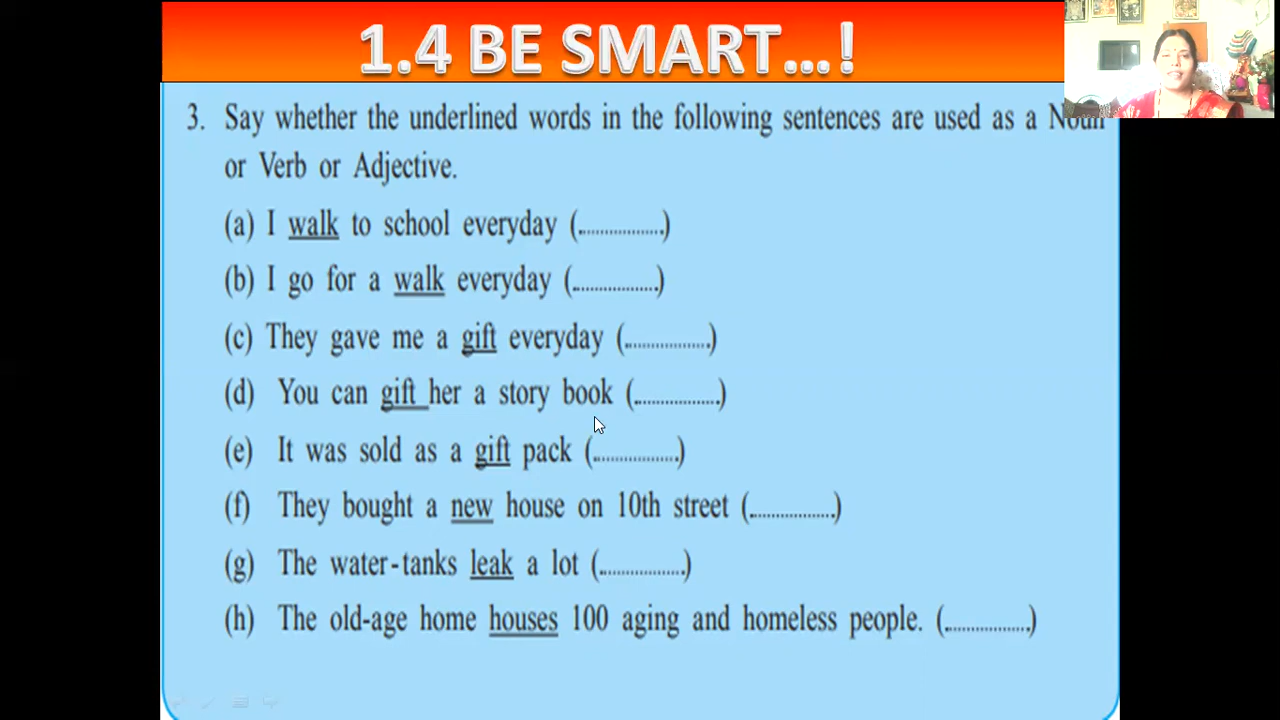 1.4 BE SMART...!
3. Say whether the underlined words in the following sentences are used as a Noun
or Verb or Adjective.
(a) I walk to school everyday (.................)
(b) I go for a walk everyday (.................)
(c) They gave me a gift everyday (.................)
(d) You can gift her a story book (.................)
(e) It was sold as a gift pack (.................)
(f) They bought a new house on 10th street (.................)
(g) The water-tanks leak a lot (.................)
(h) The old-age home houses 100 aging and homeless people. (.................)